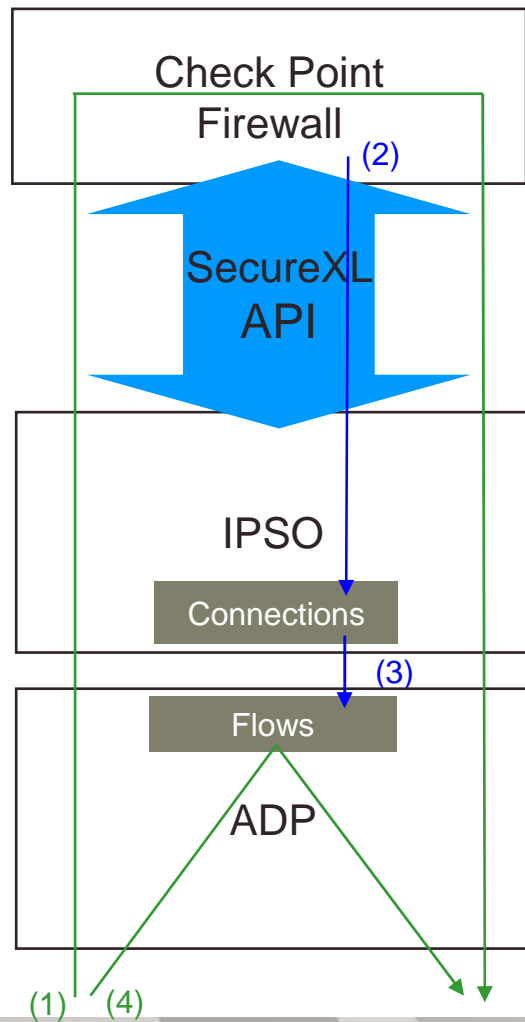 Check Point
Firewall
(2)
SecureXL
API
IPSO
Connections
(3)
Flows
ADP
(1)
(4)